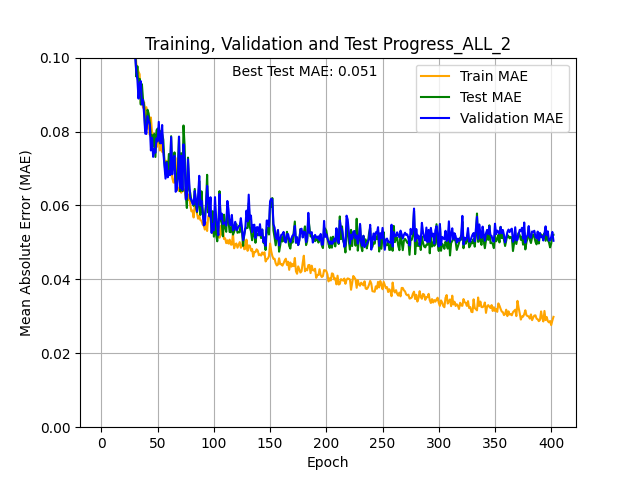 Training, Validation and Test Progress_ALL_2
Best Test MAE: 0.051
Train MAE
Test MAE
Validation MAE
Mean Absolute Error (MAE)
0.10
0.08
0.06
0.04
0.02
0.00
0 50 100 150 200 250 300 350 400
Epoch